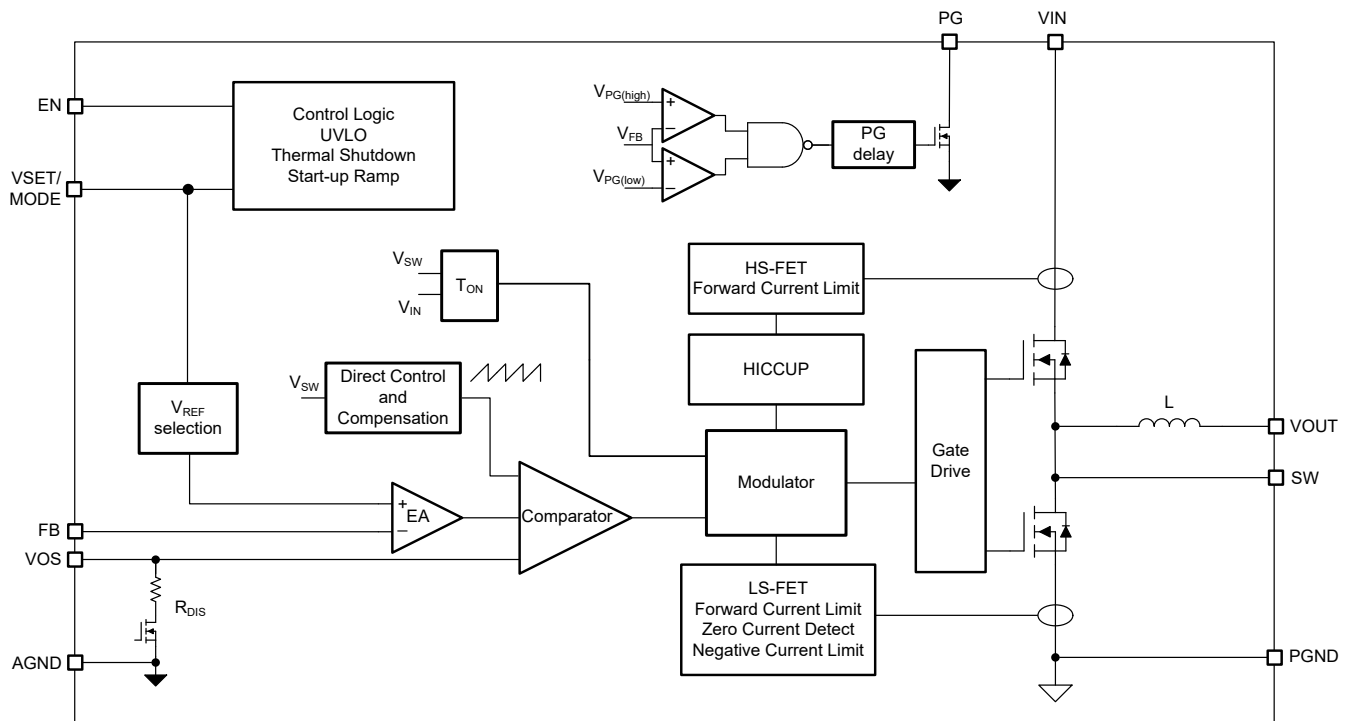 PG
VIN
EN
Control Logic
UVLO
Thermal Shutdown
Start-up Ramp
VPG(high)
+
−
VFB
+
VPG(low)
−
PG
delay
VSET/
MODE
VSW
VIN
TON
HS-FET
Forward Current Limit
HICCUP
VSW
Direct Control
and
Compensation
VREF
selection
L
VOUT
Gate
Drive
Modulator
SW
+
EA
−
Comparator
FB
VOS
RDIS
LS-FET
Forward Current Limit
Zero Current Detect
Negative Current Limit
AGND
PGND